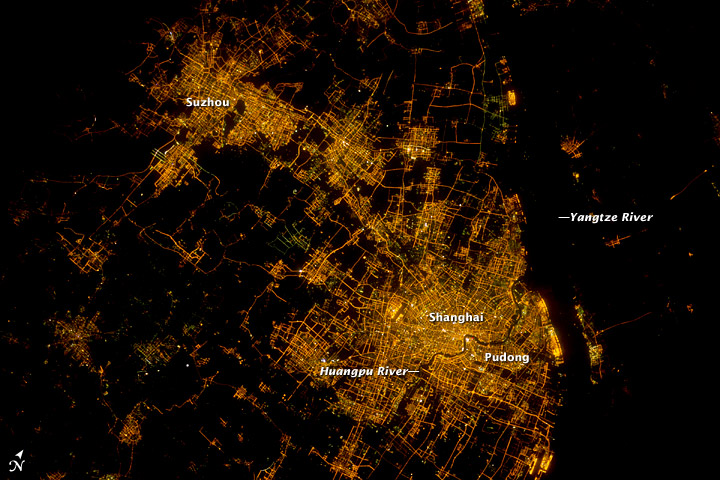 Suzhou
—Yangtze River
Shanghai
Pudong
Huangpu River—
N